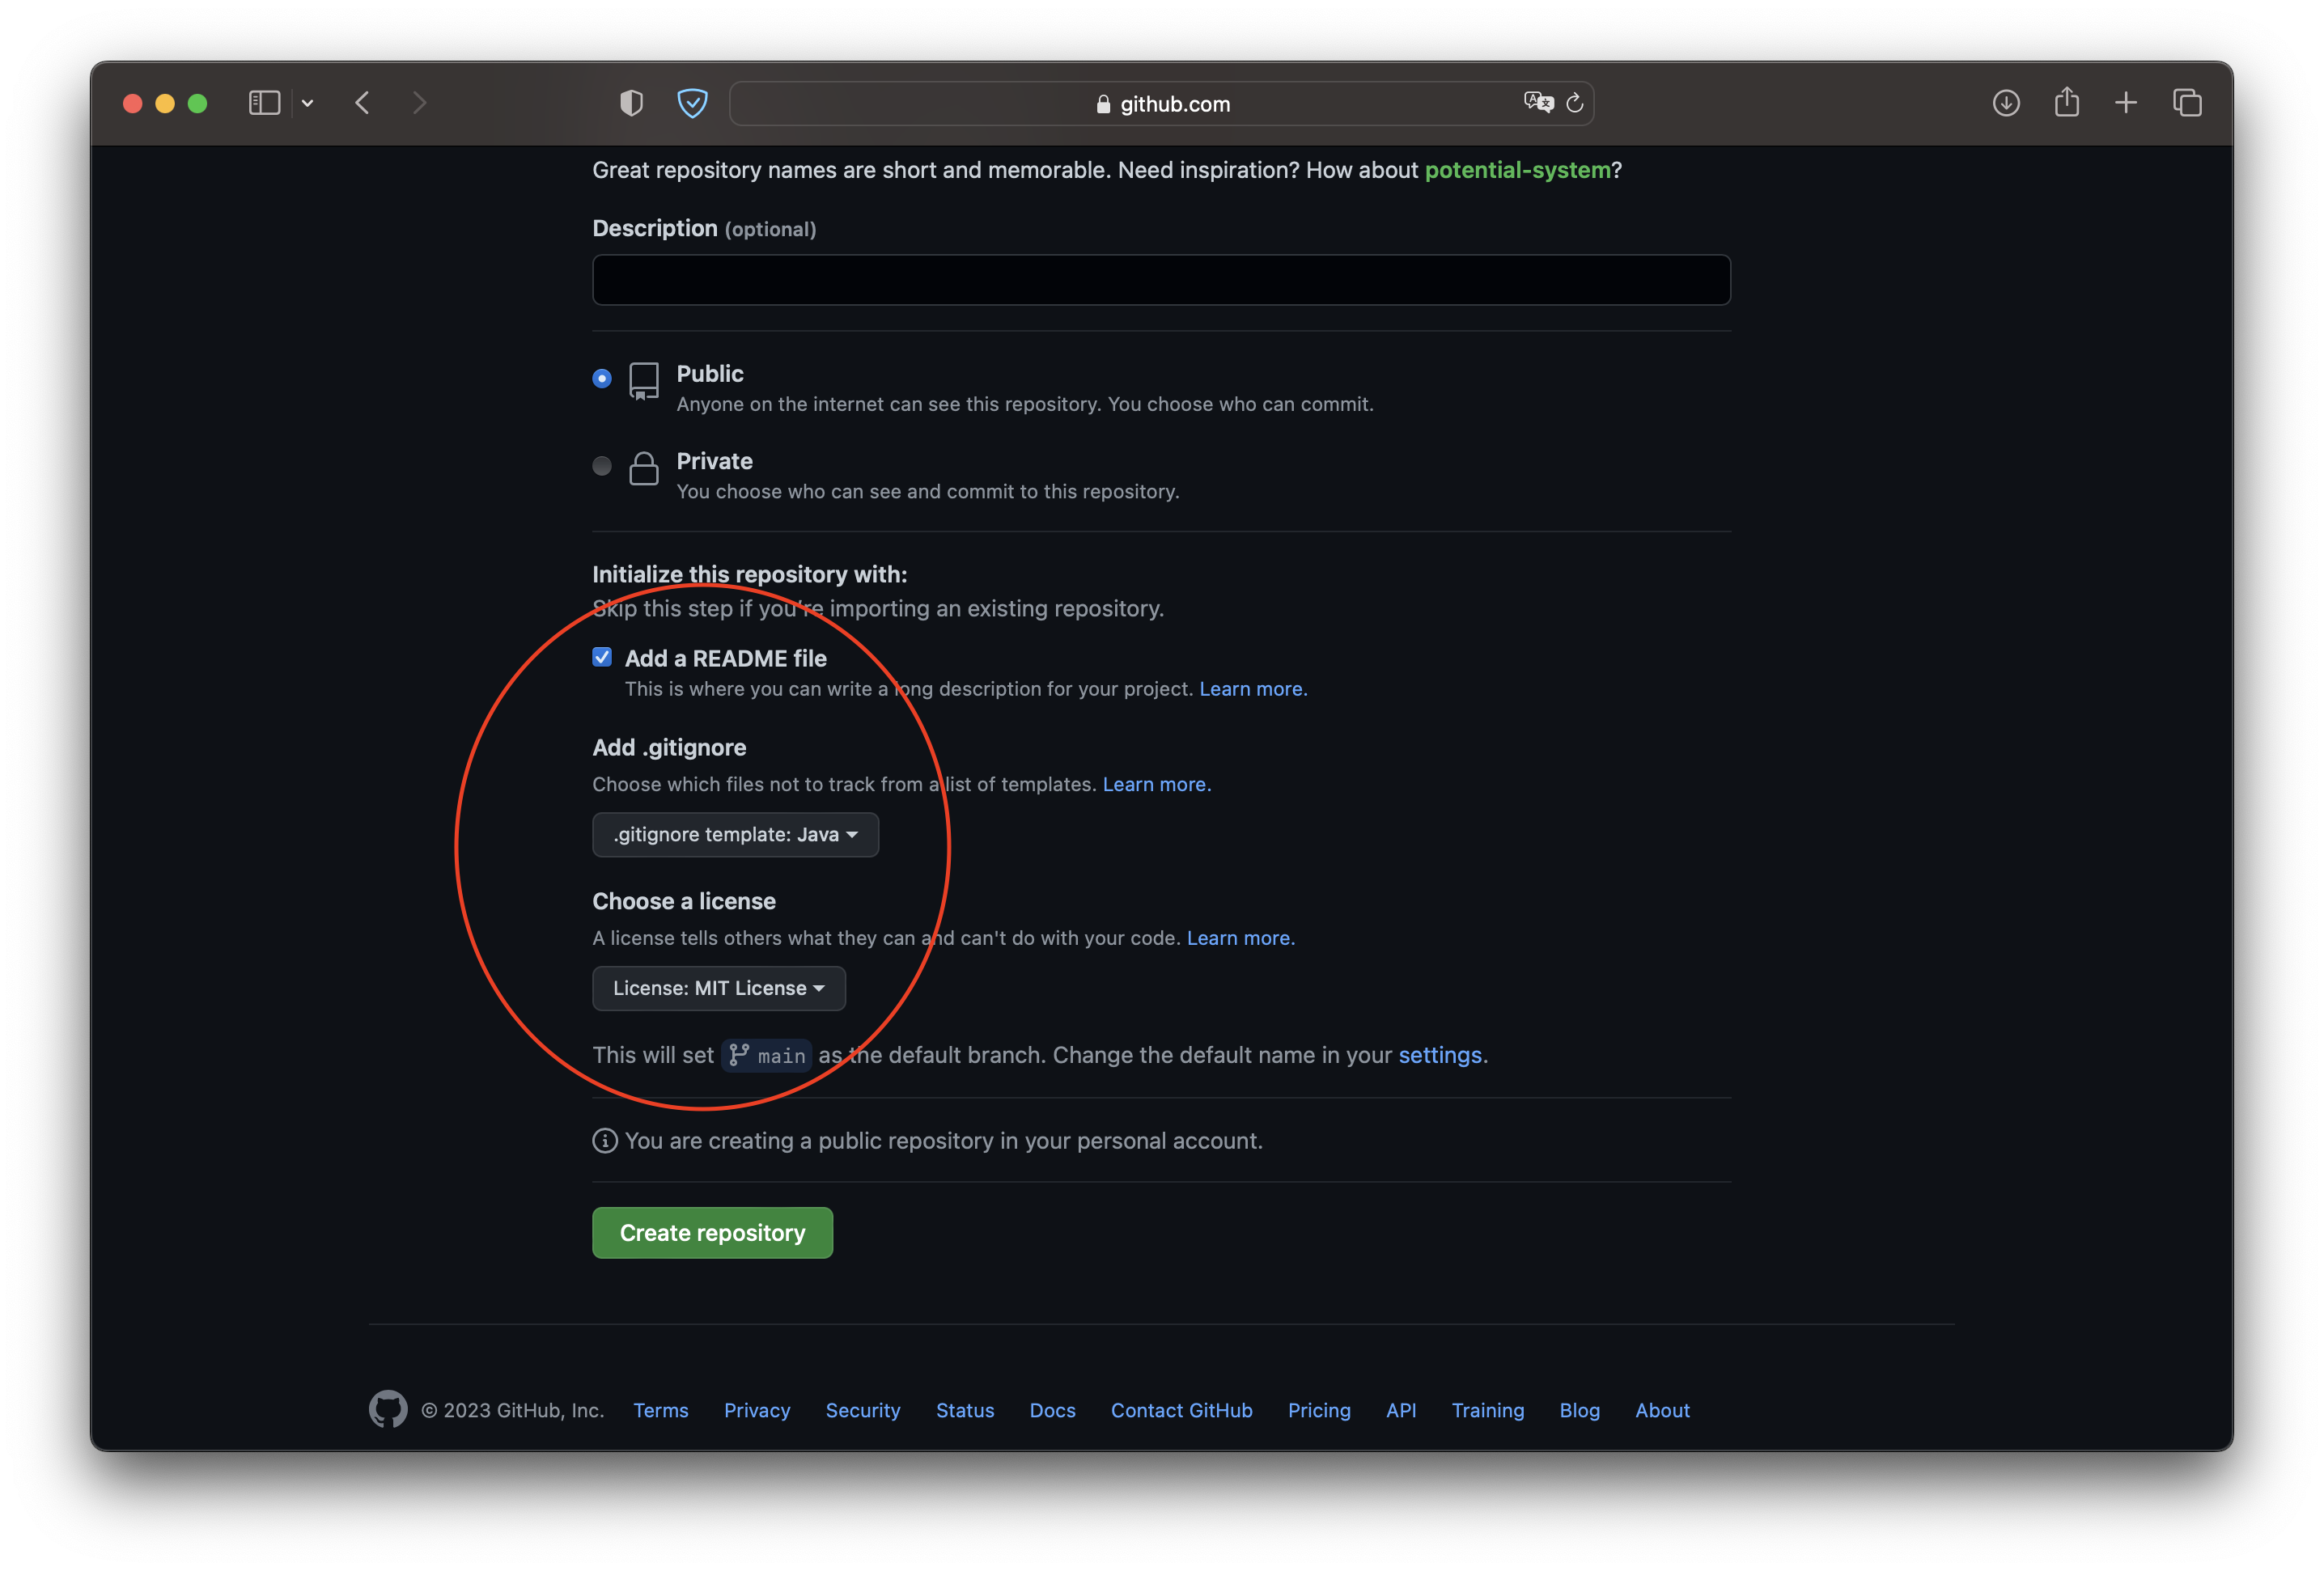 github.com
Great repository names are short and memorable. Need inspiration? How about potential-system?
Description (optional)
Public
Anyone on the internet can see this repository. You choose who can commit.
Private
You choose who can see and commit to this repository.
Initialize this repository with:
Skip this step if you're importing an existing repository.
Add a README file
This is where you can write a long description for your project. Learn more.
Add .gitignore
Choose which files not to track from a list of templates. Learn more.
.gitignore template: Java
Choose a license
A license tells others what they can and can't do with your code. Learn more.
License: MIT License
This will set main as the default branch. Change the default name in your settings.
You are creating a public repository in your personal account.
Create repository
© 2023 GitHub, Inc. Terms Privacy Security Status Docs Contact GitHub Pricing API Training Blog About